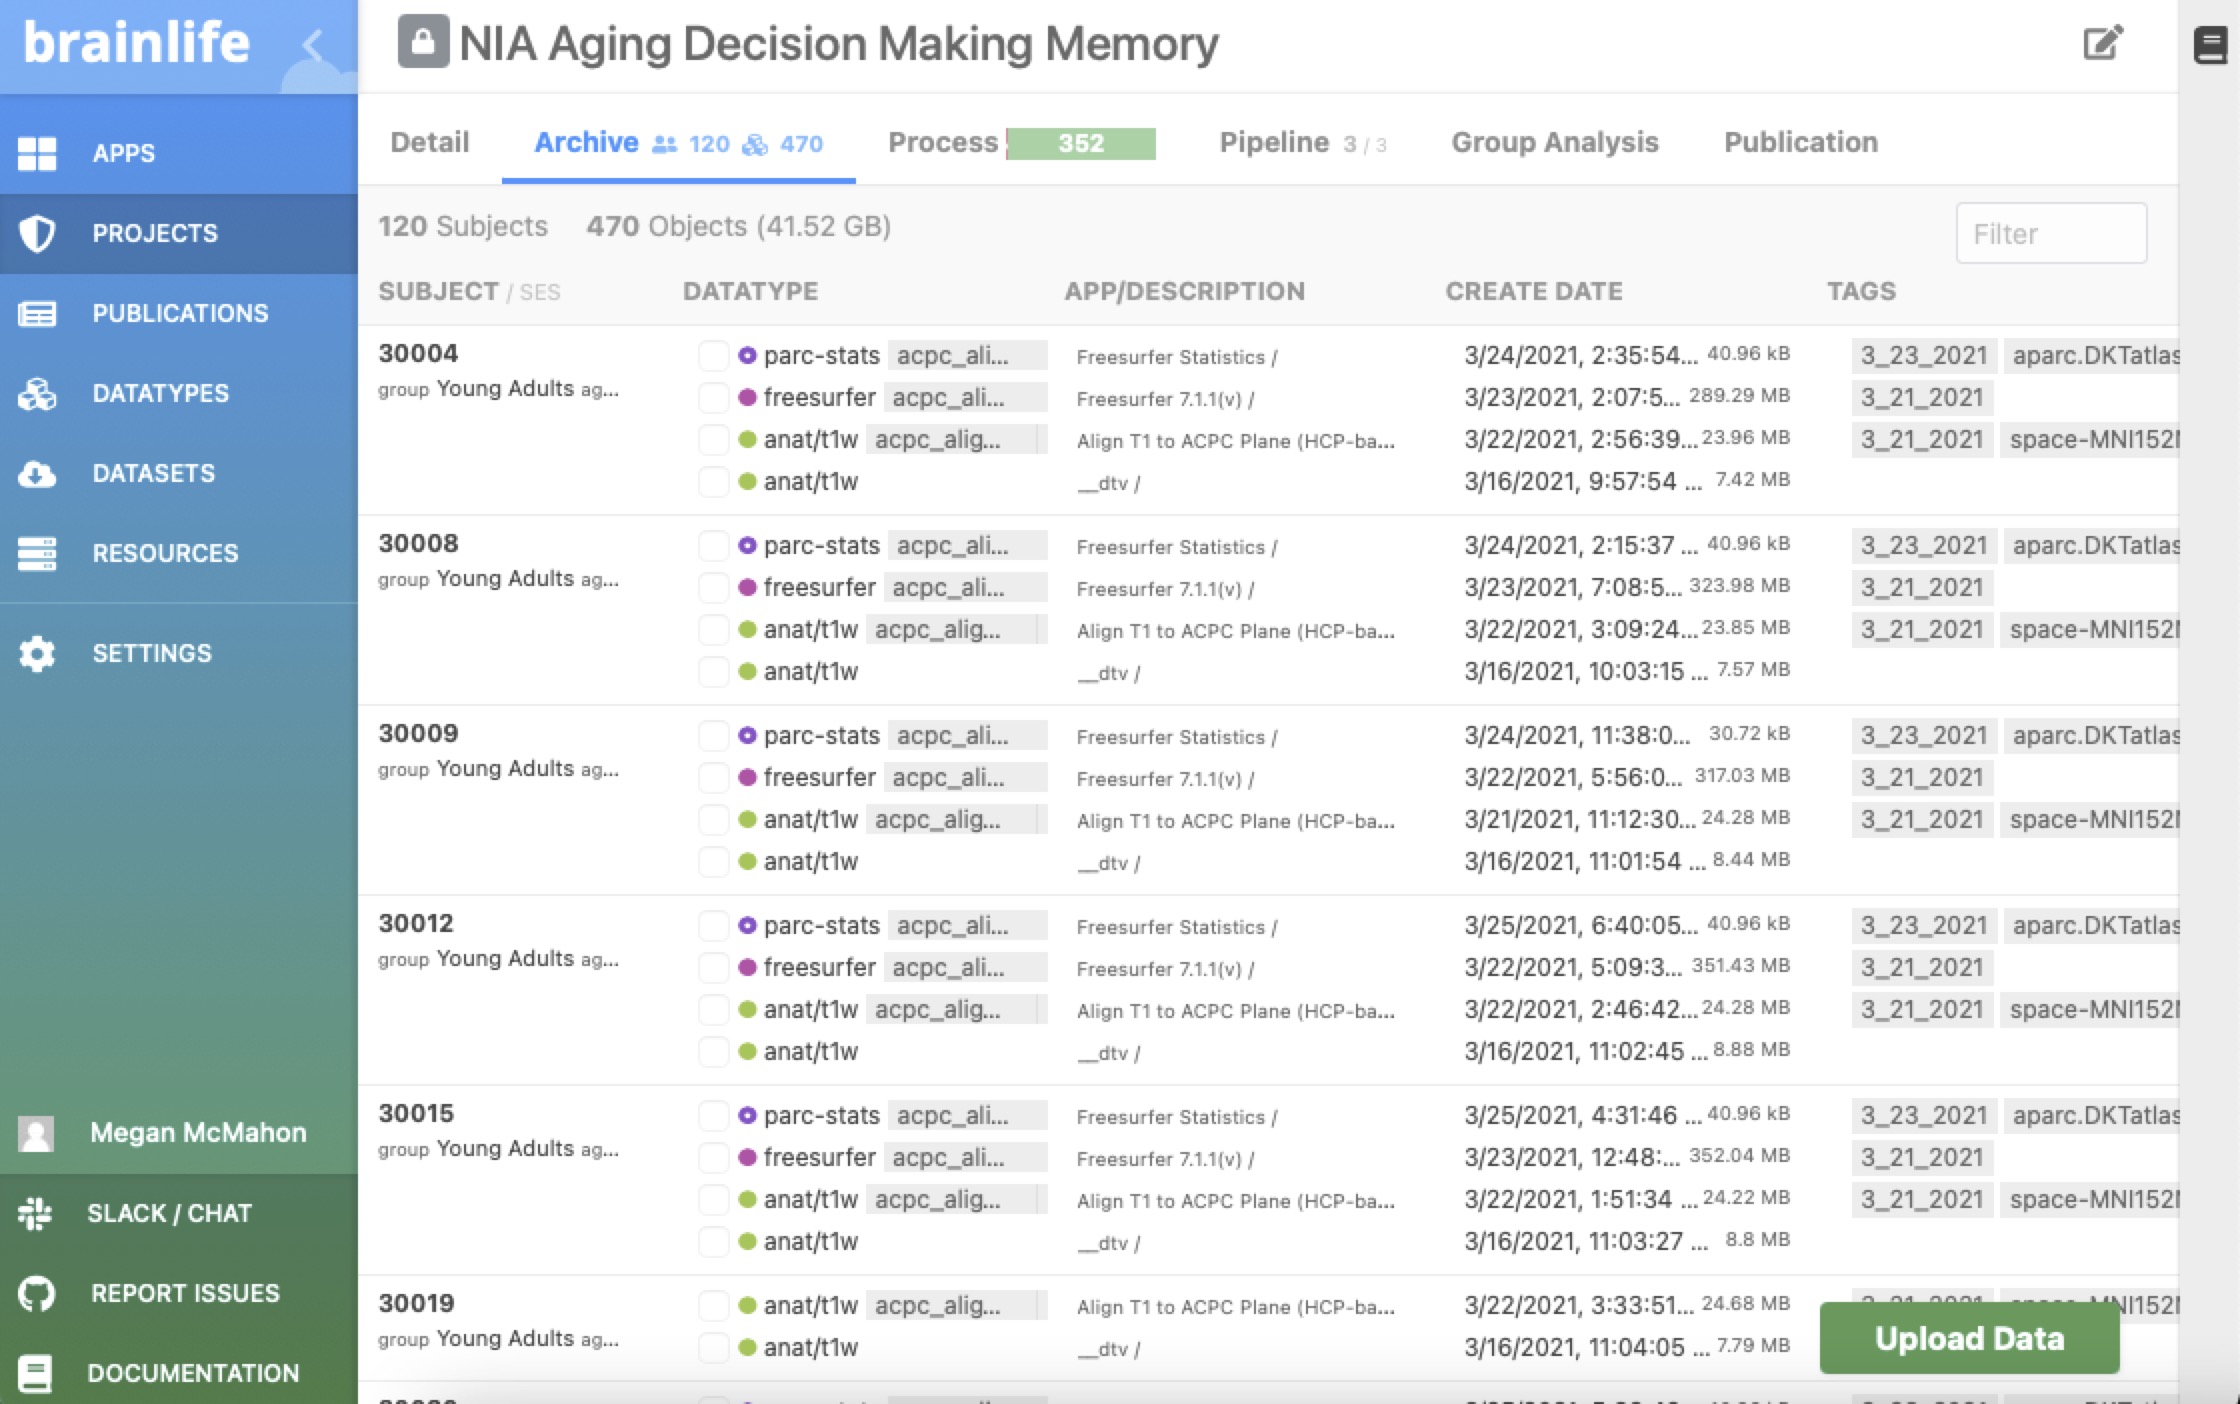 brainlife
APPS
PROJECTS
PUBLICATIONS
DATATYPES
DATASETS
RESOURCES
SETTINGS
Megan McMahon
SLACK / CHAT
REPORT ISSUES
DOCUMENTATION
NIA Aging Decision Making Memory
Detail Archive 120 470 Process 352 Pipeline 3 / 3 Group Analysis Publication
120 Subjects 470 Objects (41.52 GB) Filter
SUBJECT / SES DATATYPE APP/DESCRIPTION CREATE DATE TAGS
30004
group Young Adults ag...
parc-stats acpc_ali... Freesurfer Statistics / 3/24/2021, 2:35:54... 40.96 kB 3_23_2021 aparc.DKTatlas
freesurfer acpc_ali... Freesurfer 7.1.1(v) / 3/23/2021, 2:07:5... 289.29 MB 3_21_2021
anat/t1w acpc_alig... Align T1 to ACPC Plane (HCP-ba... 3/22/2021, 2:56:39... 23.96 MB 3_21_2021 space-MNI152
anat/t1w __dtv / 3/16/2021, 9:57:54 ... 7.42 MB
30008
group Young Adults ag...
parc-stats acpc_ali... Freesurfer Statistics / 3/24/2021, 2:15:37 ... 40.96 kB 3_23_2021 aparc.DKTatlas
freesurfer acpc_ali... Freesurfer 7.1.1(v) / 3/23/2021, 7:08:5... 323.98 MB 3_21_2021
anat/t1w acpc_alig... Align T1 to ACPC Plane (HCP-ba... 3/22/2021, 3:09:24... 23.85 MB 3_21_2021 space-MNI152
anat/t1w __dtv / 3/16/2021, 10:03:15 ... 7.57 MB
30009
group Young Adults ag...
parc-stats acpc_ali... Freesurfer Statistics / 3/24/2021, 11:38:0... 30.72 kB 3_23_2021 aparc.DKTatlas
freesurfer acpc_ali... Freesurfer 7.1.1(v) / 3/22/2021, 5:56:0... 317.03 MB 3_21_2021
anat/t1w acpc_alig... Align T1 to ACPC Plane (HCP-ba... 3/21/2021, 11:12:30... 24.28 MB 3_21_2021 space-MNI152
anat/t1w __dtv / 3/16/2021, 11:01:54 ... 8.44 MB
30012
group Young Adults ag...
parc-stats acpc_ali... Freesurfer Statistics / 3/25/2021, 6:40:05... 40.96 kB 3_23_2021 aparc.DKTatlas
freesurfer acpc_ali... Freesurfer 7.1.1(v) / 3/22/2021, 5:09:3... 351.43 MB 3_21_2021
anat/t1w acpc_alig... Align T1 to ACPC Plane (HCP-ba... 3/22/2021, 2:46:42... 24.28 MB 3_21_2021 space-MNI152
anat/t1w __dtv / 3/16/2021, 11:02:45 ... 8.88 MB
30015
group Young Adults ag...
parc-stats acpc_ali... Freesurfer Statistics / 3/25/2021, 4:31:46 ... 40.96 kB 3_23_2021 aparc.DKTatlas
freesurfer acpc_ali... Freesurfer 7.1.1(v) / 3/23/2021, 12:48:... 352.04 MB 3_21_2021
anat/t1w acpc_alig... Align T1 to ACPC Plane (HCP-ba... 3/22/2021, 1:51:34 ... 24.22 MB 3_21_2021 space-MNI152
anat/t1w __dtv / 3/16/2021, 11:03:27 ... 8.8 MB
30019
group Young Adults ag...
anat/t1w acpc_alig... Align T1 to ACPC Plane (HCP-ba... 3/22/2021, 3:33:51... 24.68 MB 3_21_2021 space-MNI152
anat/t1w __dtv / 3/16/2021, 11:04:05 ... 7.79 MB
Upload Data